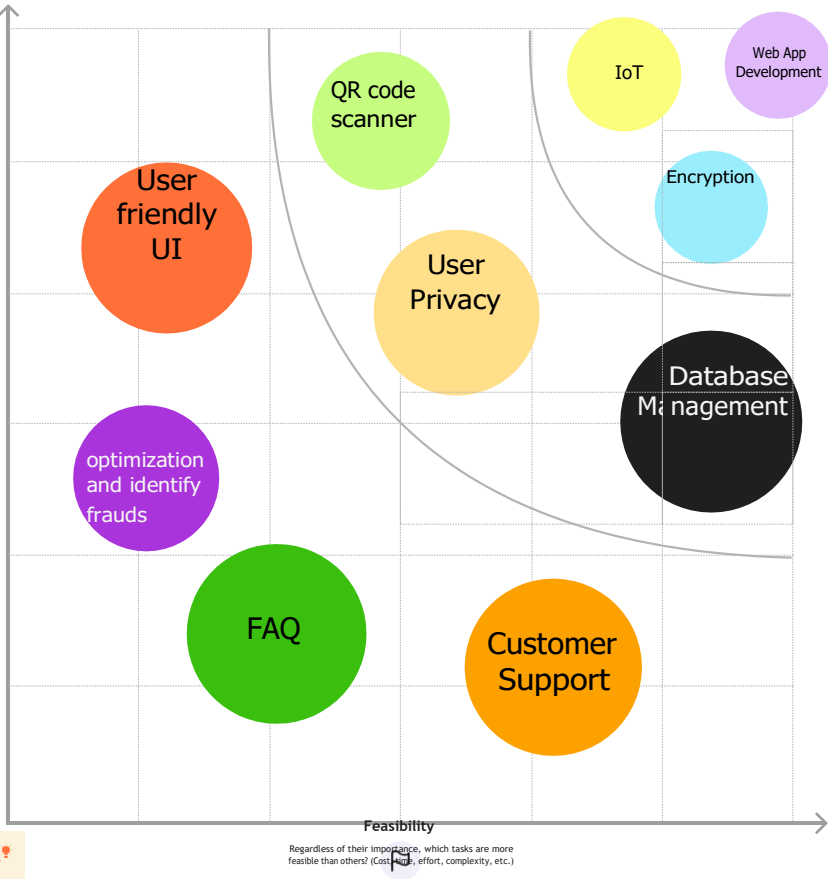 IoT
Web App
Development
QR code
scanner
Encryption
User
friendly
UI
User
Privacy
Database
Management
optimization
and identify
frauds
FAQ
Customer
Support
Feasibility
Regardless of their importance, which tasks are more
feasible than others? (Cost, time, effort, complexity, etc.)